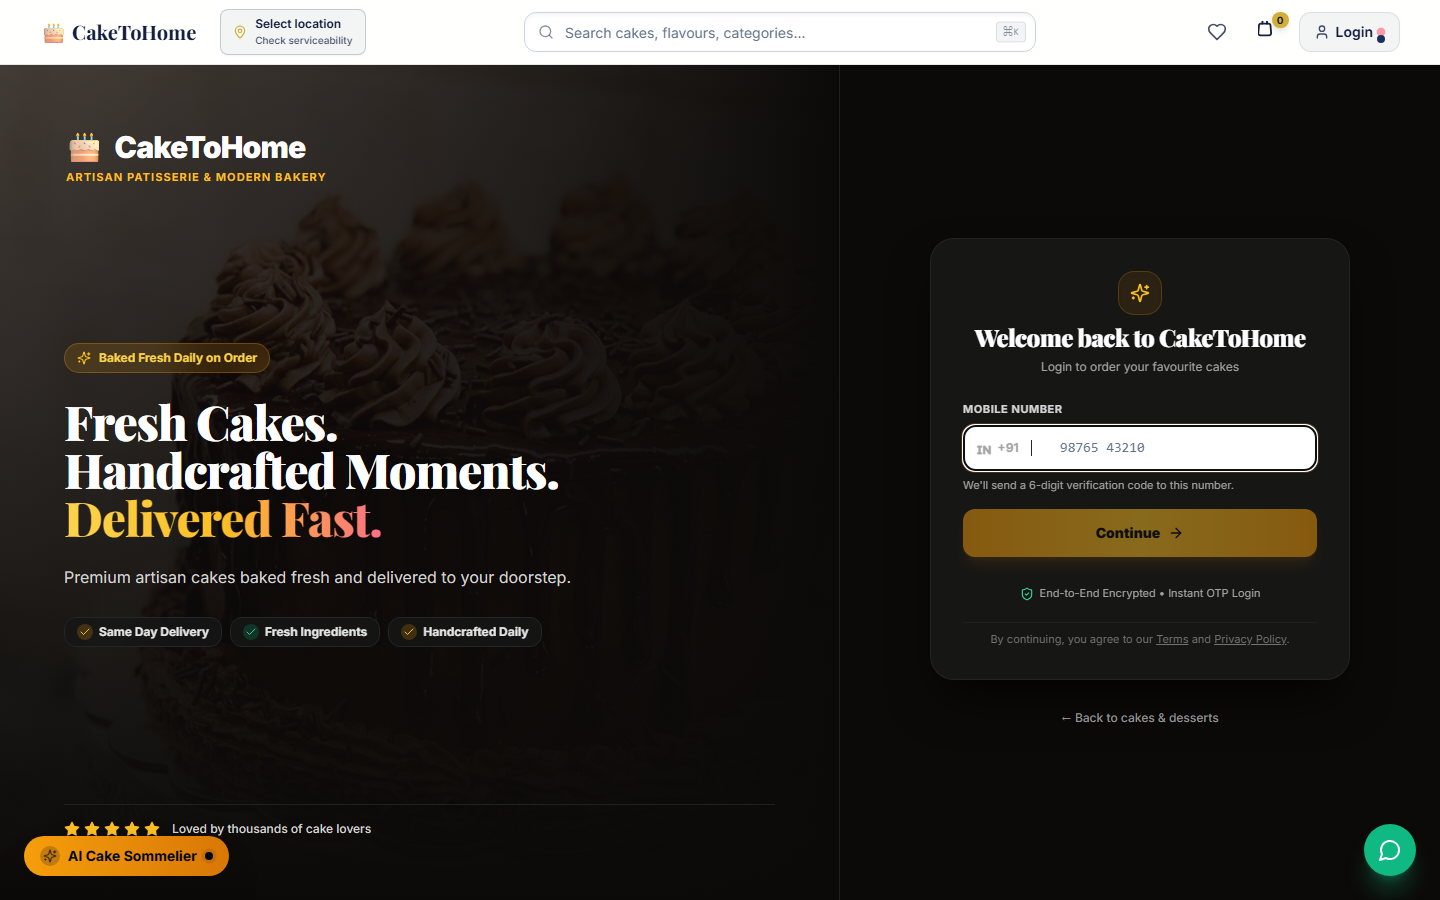 CakeToHome
Select location
Check serviceability
Search cakes, flavours, categories...
⌘K
0
Login
CakeToHome
ARTISAN PATISSERIE & MODERN BAKERY
Baked Fresh Daily on Order
Fresh Cakes.
Handcrafted Moments.
Delivered Fast.
Premium artisan cakes baked fresh and delivered to your doorstep.
Same Day Delivery
Fresh Ingredients
Handcrafted Daily
Loved by thousands of cake lovers
AI Cake Sommelier
Welcome back to CakeToHome
Login to order your favourite cakes
MOBILE NUMBER
IN +91 98765 43210
We'll send a 6-digit verification code to this number.
Continue →
End-to-End Encrypted • Instant OTP Login
By continuing, you agree to our Terms and Privacy Policy.
← Back to cakes & desserts